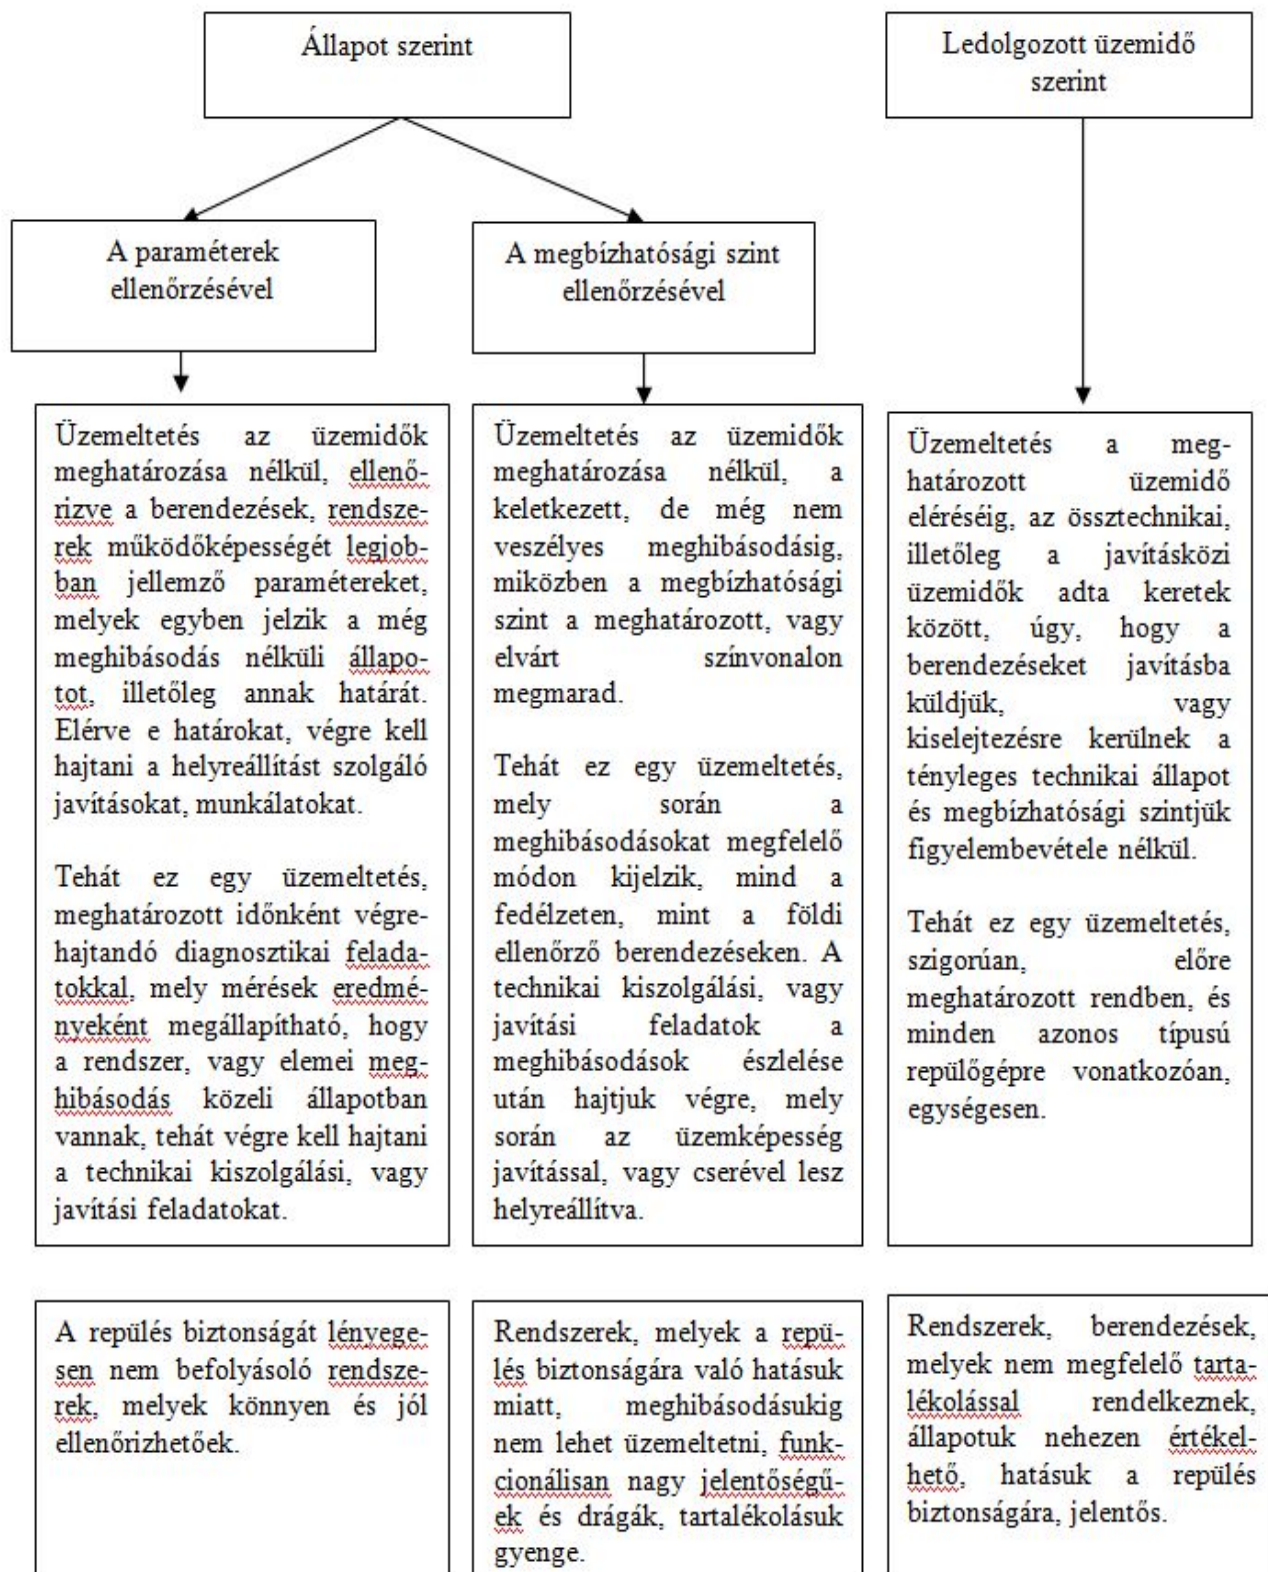 Állapot szerint
Ledolgozott üzemidő
szerint
A paraméterek
ellenőrzésével
A megbízhatósági szint
ellenőrzésével
Üzemeltetés az üzemidők
meghatározása nélkül, ellenő-
rizve a berendezések, rendsze-
rek működőképességét legjob-
ban jellemző paramétereket,
melyek egyben jelzik a még
meghibásodás nélküli állapo-
tot, illetőleg annak határát.
Elérve e határokat, végre kell
hajtani a helyreállítást szolgáló
javításokat, munkálatokat.
Tehát ez egy üzemeltetés,
meghatározott időnként végre-
hajtandó diagnosztikai felada-
tokkal, mely mérések eredmé-
nyeként megállapítható, hogy
a rendszer, vagy elemei meg-
hibásodás közeli állapotban
vannak, tehát végre kell hajtani
a technikai kiszolgálási, vagy
javítási feladatokat.
Üzemeltetés az üzemidők
meghatározása nélkül, a
keletkezett, de még nem
veszélyes meghibásodásig,
miközben a megbízhatósági
szint a meghatározott, vagy
elvárt színvonalon
megmarad.
Tehát ez egy üzemeltetés,
mely során a
meghibásodásokat megfelelő
módon kijelzik, mind a
fedélzeten, mint a földi
ellenőrző berendezéseken. A
technikai kiszolgálási, vagy
javítási feladatok a
meghibásodások észlelése
után hajtjuk végre, mely
során az üzemképesség
javítással, vagy cserével lesz
helyreállítva.
Üzemeltetés a meg-
határozott üzemidő
eléréséig, az össztechnikai,
illetőleg a javításközi
üzemidők adta keretek
között, úgy, hogy a
berendezéseket javításba
küldjük, vagy
kiselejtezésre kerülnek a
tényleges technikai állapot
és megbízhatósági szintjük
figyelembevétele nélkül.
Tehát ez egy üzemeltetés,
szigorúan, előre
meghatározott rendben, és
minden azonos típusú
repülőgépre vonatkozóan,
egységesen.
A repülés biztonságát lényege-
sen nem befolyásoló rendsze-
rek, melyek könnyen és jól
ellenőrizhetőek.
Rendszerek, melyek a repü-
lés biztonságára való hatásuk
miatt, meghibásodásukig
nem lehet üzemeltetni, funk-
cionálisan nagy jelentőségű-
ek és drágák, tartalékolásuk
gyenge.
Rendszerek, berendezések,
melyek nem megfelelő tarta-
lékolással rendelkeznek,
állapotuk nehezen értékel-
hető, hatásuk a repülés
biztonságára, jelentős.